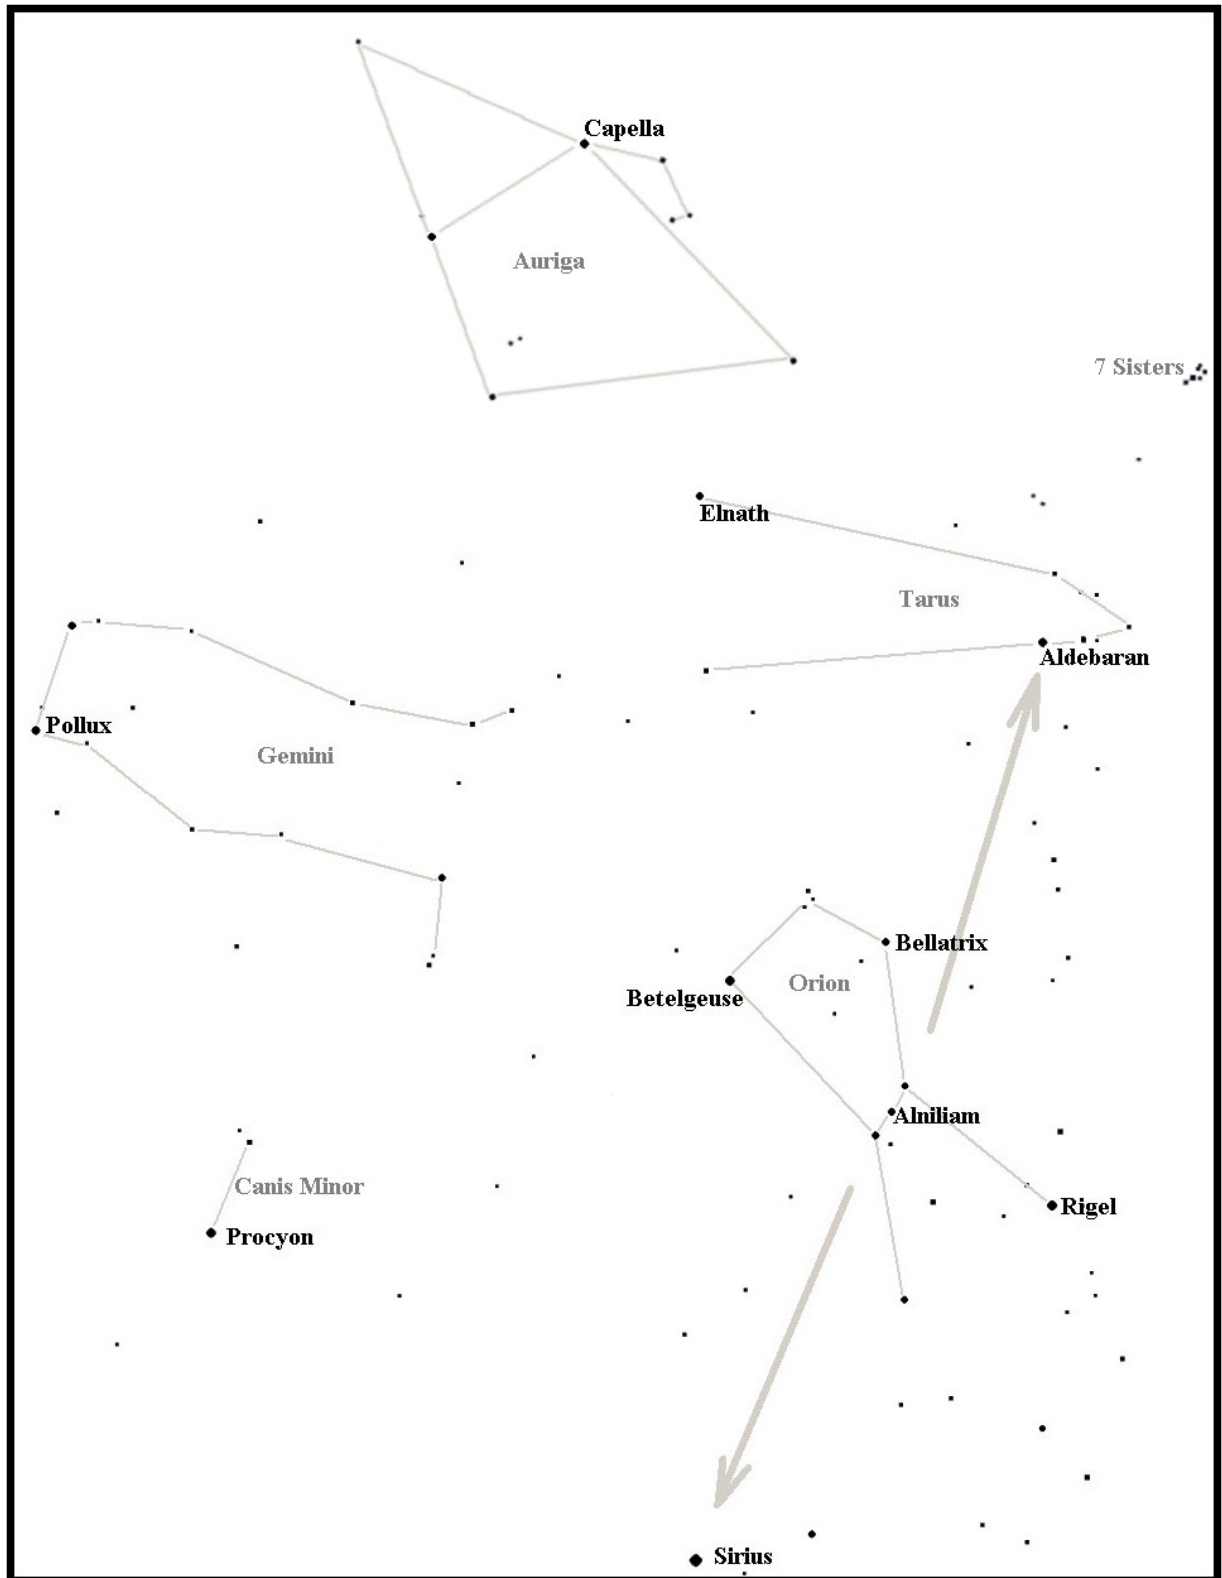 Capella
Auriga
7 Sisters
Elnath
Tarus
Aldebaran
Pollux
Gemini
Bellatrix
Orion
Betelgeuse
Alniliam
Canis Minor
Rigel
Procyon
Sirius